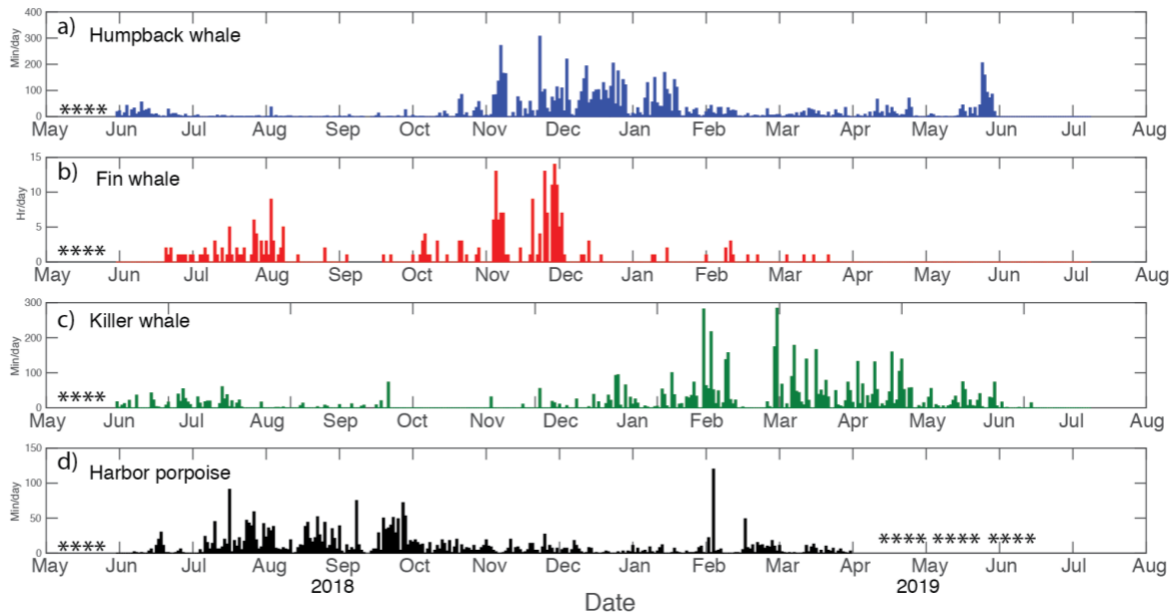 a) Humpback whale
Min/day
400
300
200
100
0
****
May Jun Jul Aug Sep Oct Nov Dec Jan Feb Mar Apr May Jun Jul Aug
b) Fin whale
Hr/day
15
10
5
0
****
May Jun Jul Aug Sep Oct Nov Dec Jan Feb Mar Apr May Jun Jul Aug
c) Killer whale
Min/day
300
200
100
0
****
May Jun Jul Aug Sep Oct Nov Dec Jan Feb Mar Apr May Jun Jul Aug
d) Harbor porpoise
Min/day
150
100
50
0
**** **** **** ****
May Jun Jul Aug Sep Oct Nov Dec Jan Feb Mar Apr May Jun Jul Aug
2018 2019
Date